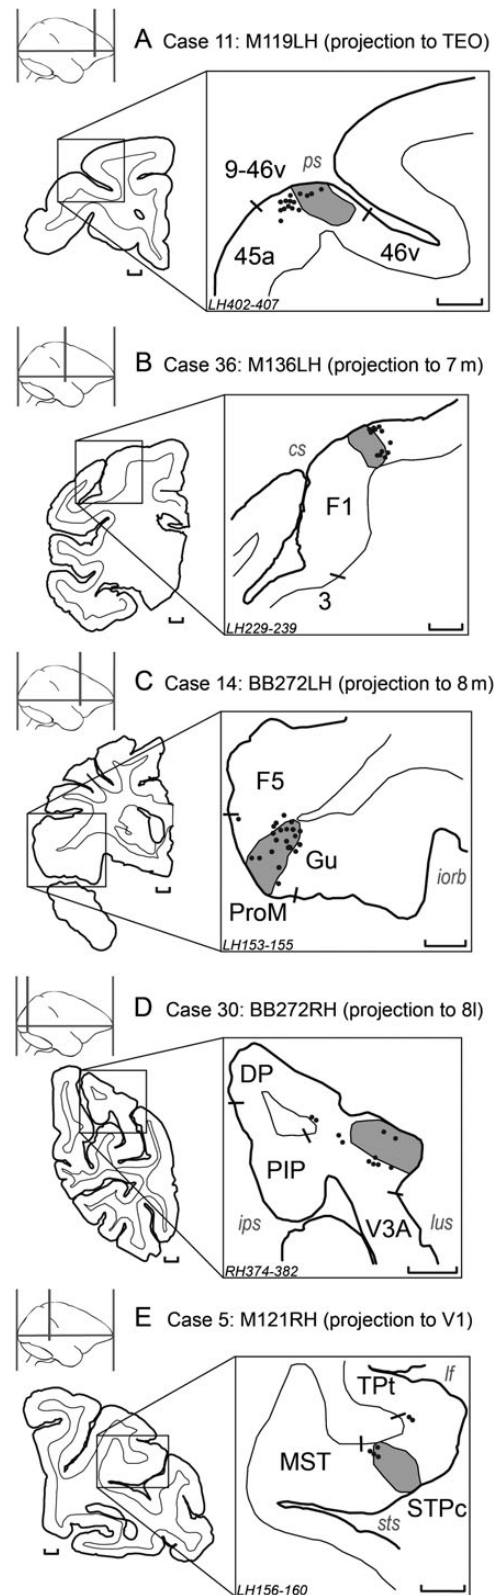 A Case 11: M119LH (projection to TEO)
9-46v
ps
45a
46v
LH402-407
B Case 36: M136LH (projection to 7m)
cs
F1
3
LH229-239
C Case 14: BB272LH (projection to 8m)
F5
Gu
ProM
iorb
LH153-155
D Case 30: BB272RH (projection to 8l)
DP
PIP
ips
V3A
lus
RH374-382
E Case 5: M121RH (projection to V1)
TPt
lf
MST
STPc
sts
LH156-160